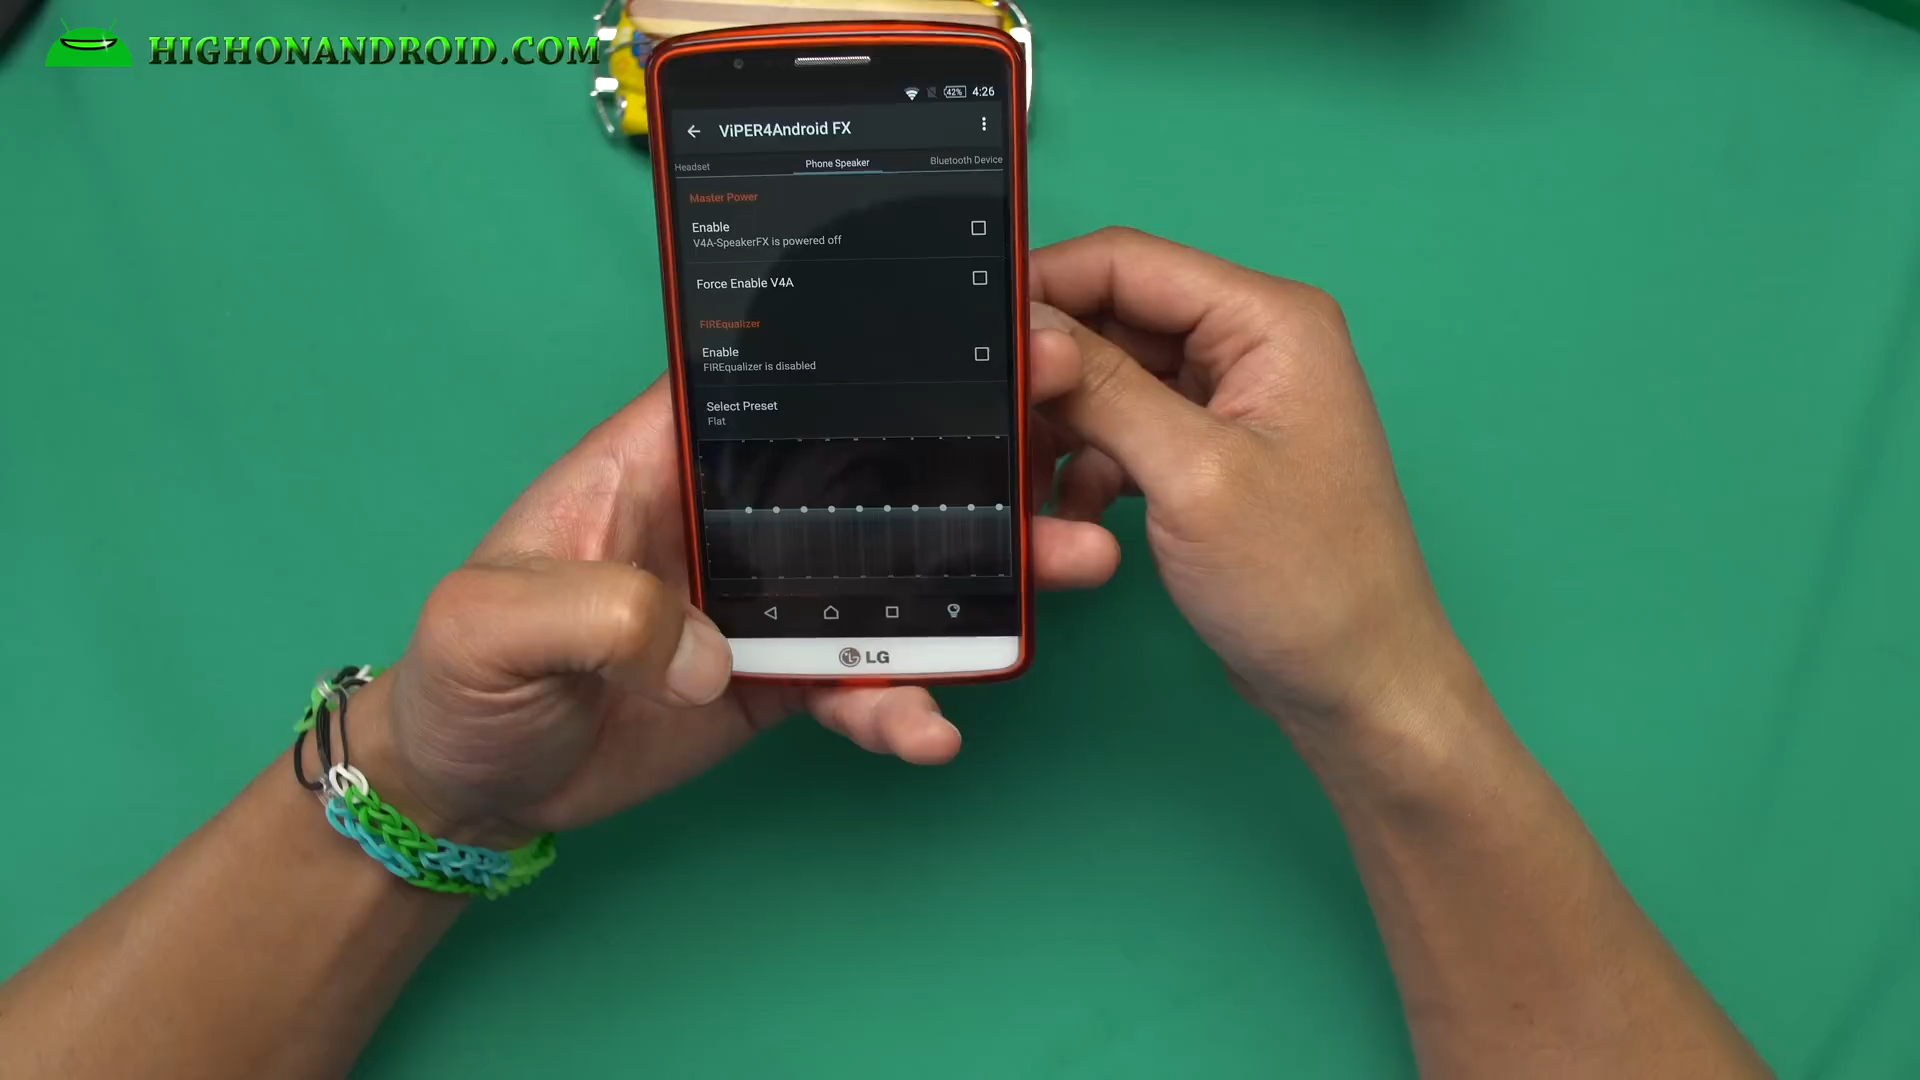 HIGHONANDROID.COM
42% 4:26
ViPER4Android FX
Headset Phone Speaker Bluetooth Device
Master Power
Enable
V4A-SpeakerFX is powered off
Force Enable V4A
FIREqualizer
Enable
FIREqualizer is disabled
Select Preset
Flat
LG